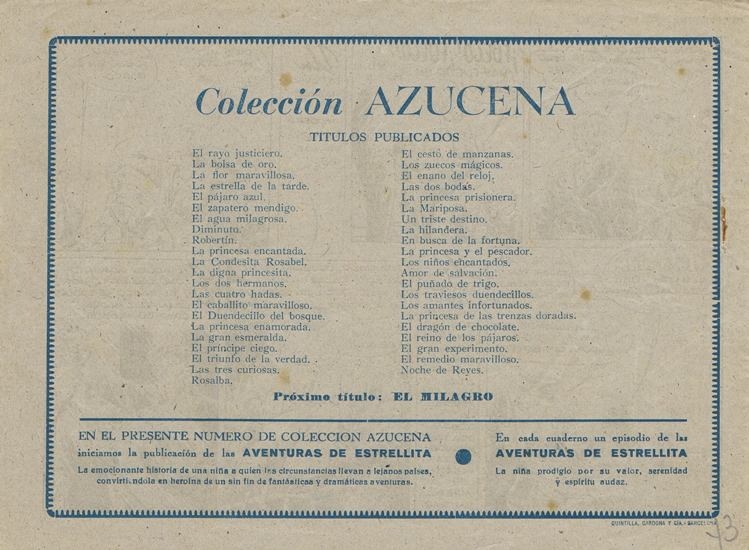 Colección AZUCENA
TITULOS PUBLICADOS
El rayo justiciero.
La bolsa de oro.
La flor maravillosa.
La estrella de la tarde.
El pájaro azul.
El zapatero mendigo.
El agua milagrosa.
Diminuto.
Robertín.
La princesa encantada.
La Condesita Rosabel.
La digna princesita.
Los dos hermanos.
Las cuatro hadas.
El caballito maravilloso.
El Duendecillo del bosque.
La princesa enamorada.
La gran esmeralda.
El príncipe ciego.
El triunfo de la verdad.
Las tres curiosas.
Rosalba.
El cesto de manzanas.
Los zuecos mágicos.
El enano del reloj.
Las dos bodas.
La princesa prisionera.
La Mariposa.
Un triste destino.
La hilandera.
En busca de la fortuna.
La princesa y el pescador.
Los niños encantados.
Amor de salvación.
El puñado de trigo.
Los traviesos duendecillos.
Los amantes infortunados.
La princesa de las trenzas doradas.
El dragón de chocolate.
El reino de los pájaros.
El gran experimento.
El remedio maravilloso.
Noche de Reyes.
Próximo título: EL MILAGRO
EN EL PRESENTE NUMERO DE COLECCION AZUCENA
iniciamos la publicación de las AVENTURAS DE ESTRELLITA
La emocionante historia de una niña a quien las circunstancias llevan a lejanos países,
convirtiéndola en heroína de un sin fin de fantásticas y dramáticas aventuras.
En cada cuaderno un episodio de las
AVENTURAS DE ESTRELLITA
La niña prodigio por su valor, serenidad
y espíritu audaz.
QUINTILLA, CARDONA Y CIA. - BARCELONA
73